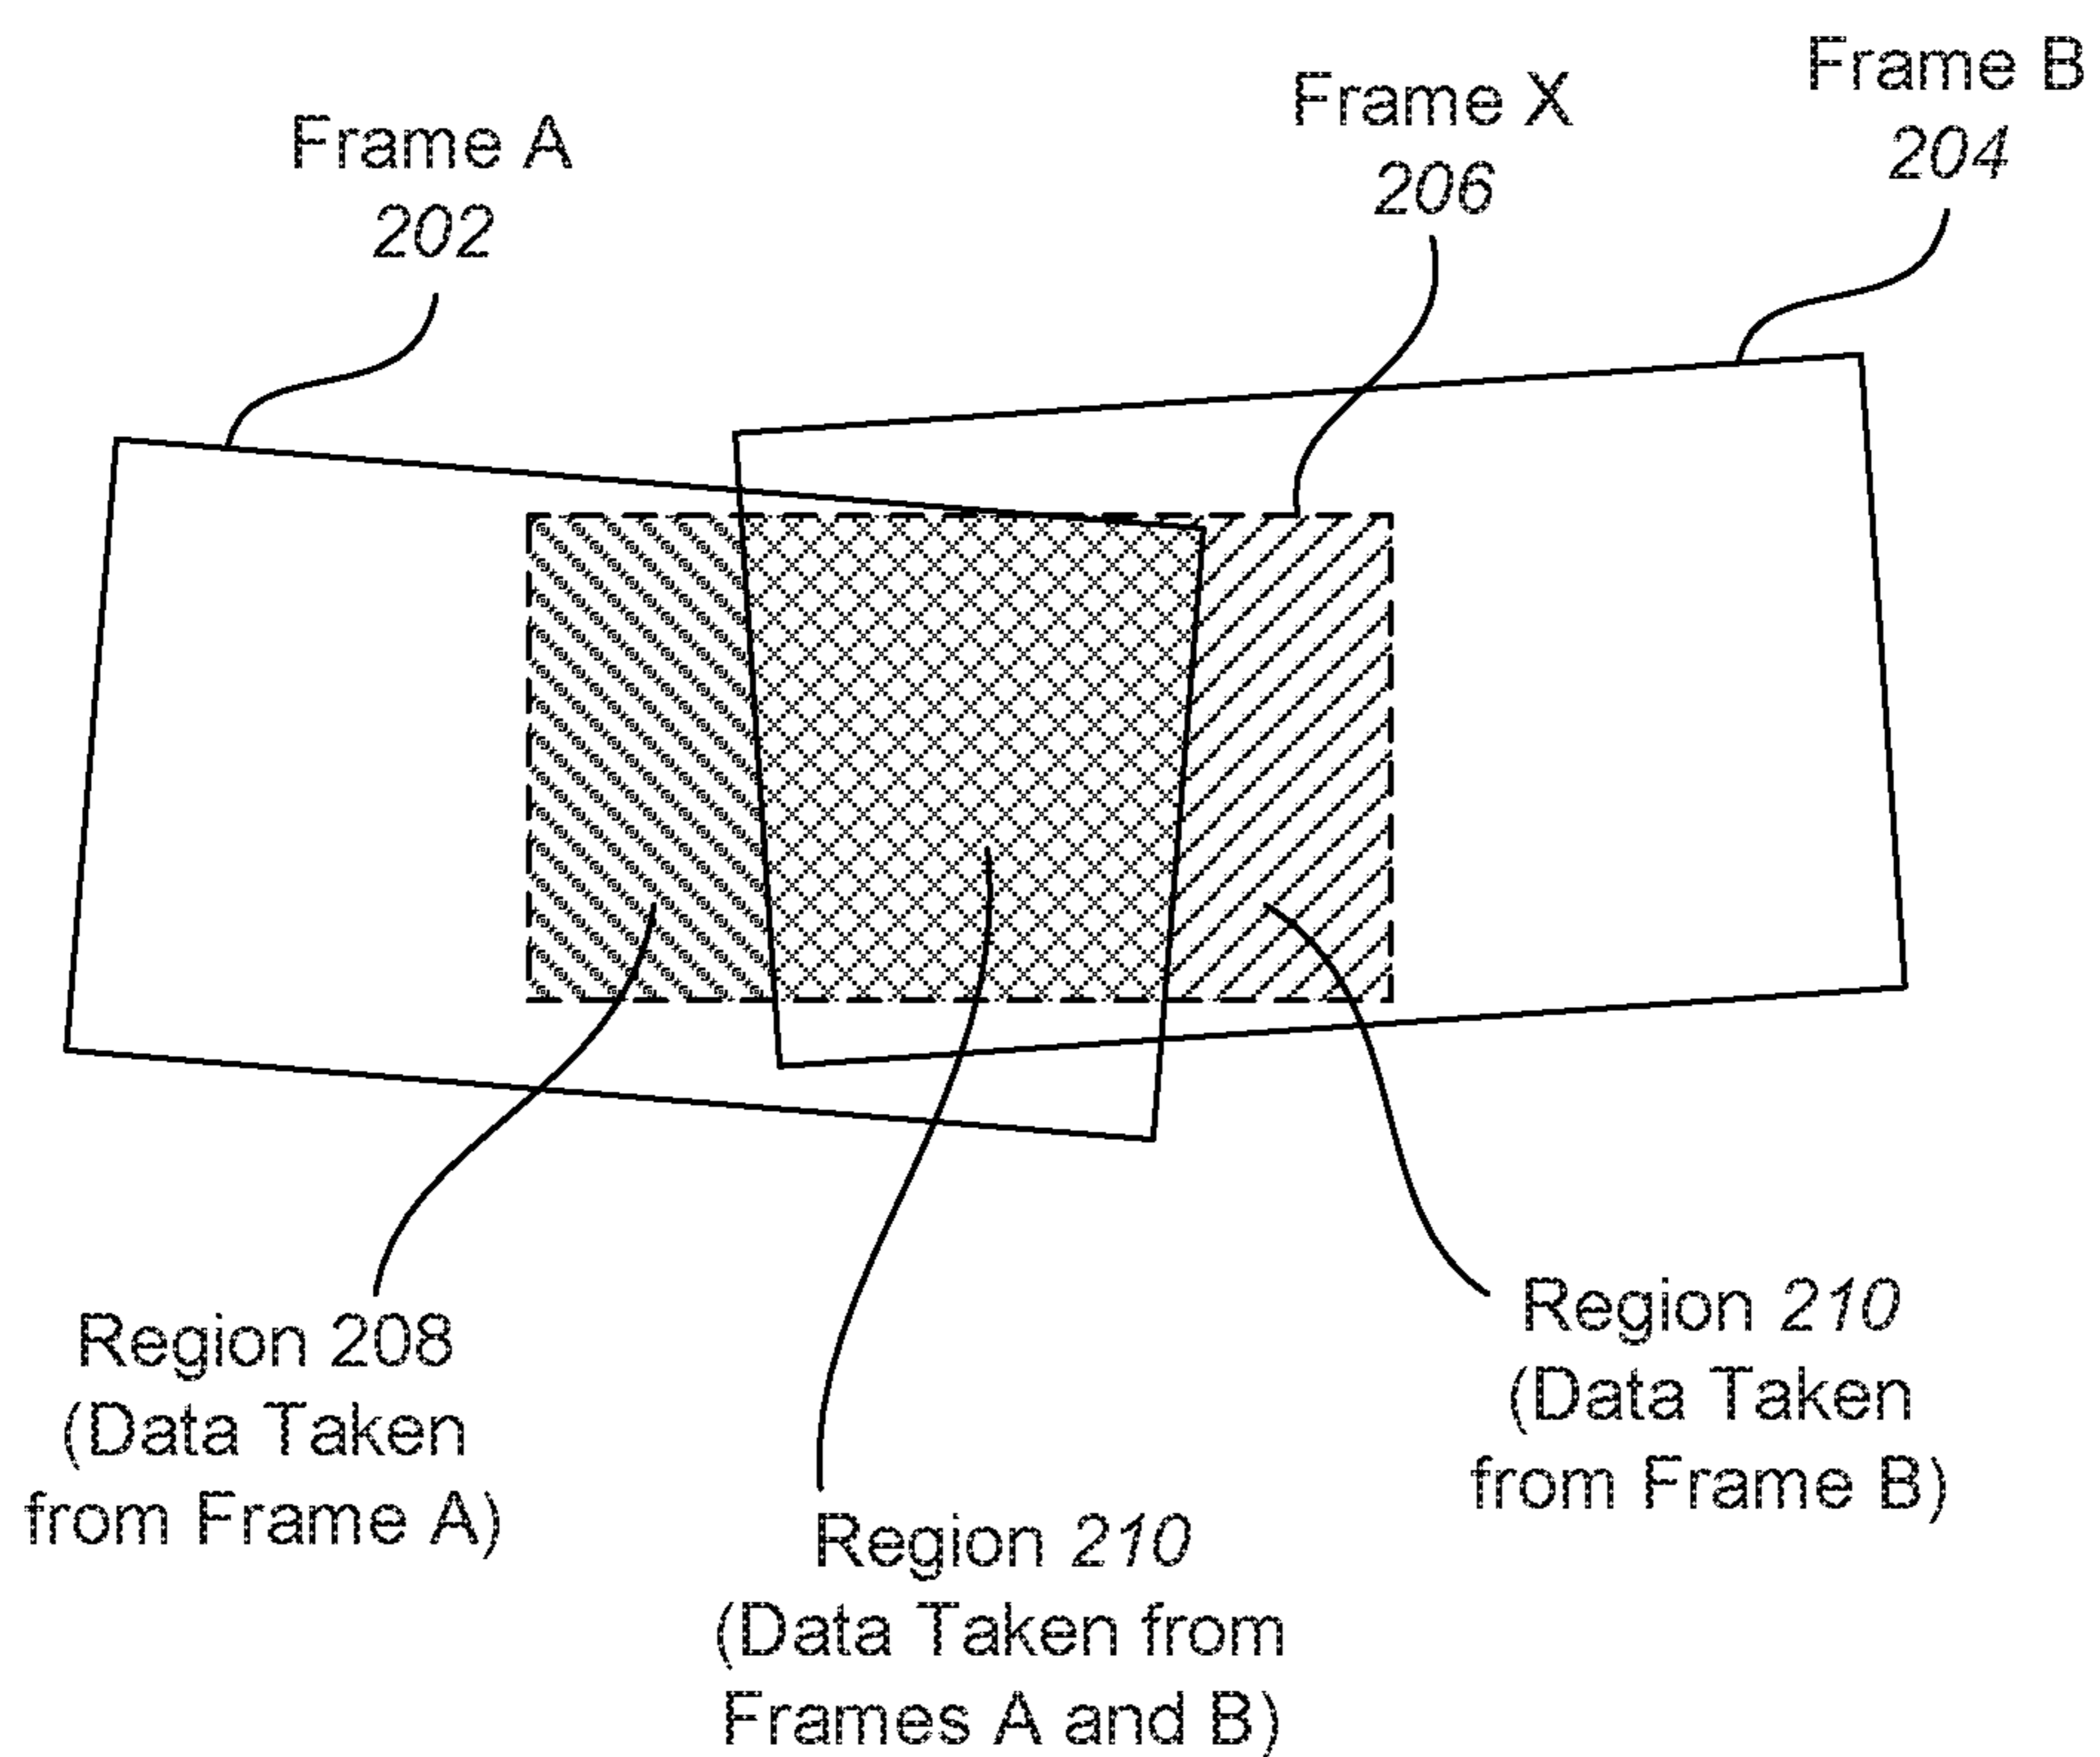 Frame A
202
Frame X
206
Frame B
204
Region 208
(Data Taken
from Frame A)
Region 210
(Data Taken from
Frames A and B)
Region 210
(Data Taken
from Frame B)